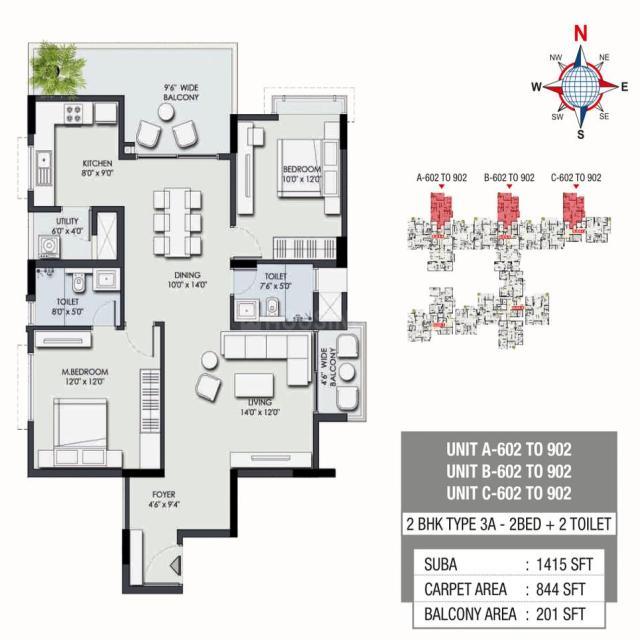 9'6" WIDE
BALCONY
KITCHEN
8'0" X 9'0"
BEDROOM
10'0" X 12'0"
UTILITY
6'0" X 4'0"
DINING
10'0" X 14'0"
TOILET
8'0" X 5'0"
TOILET
7'6" X 5'0"
M.BEDROOM
12'0" X 12'0"
LIVING
14'0" X 12'0"
4'6" WIDE
BALCONY
FOYER
4'6" X 9'4"
N
NW
NE
W
E
SW
SE
S
A-602 TO 902
B-602 TO 902
C-602 TO 902
UNIT A-602 TO 902
UNIT B-602 TO 902
UNIT C-602 TO 902
2 BHK TYPE 3A - 2BED + 2 TOILET
SUBA : 1415 SFT
CARPET AREA : 844 SFT
BALCONY AREA : 201 SFT